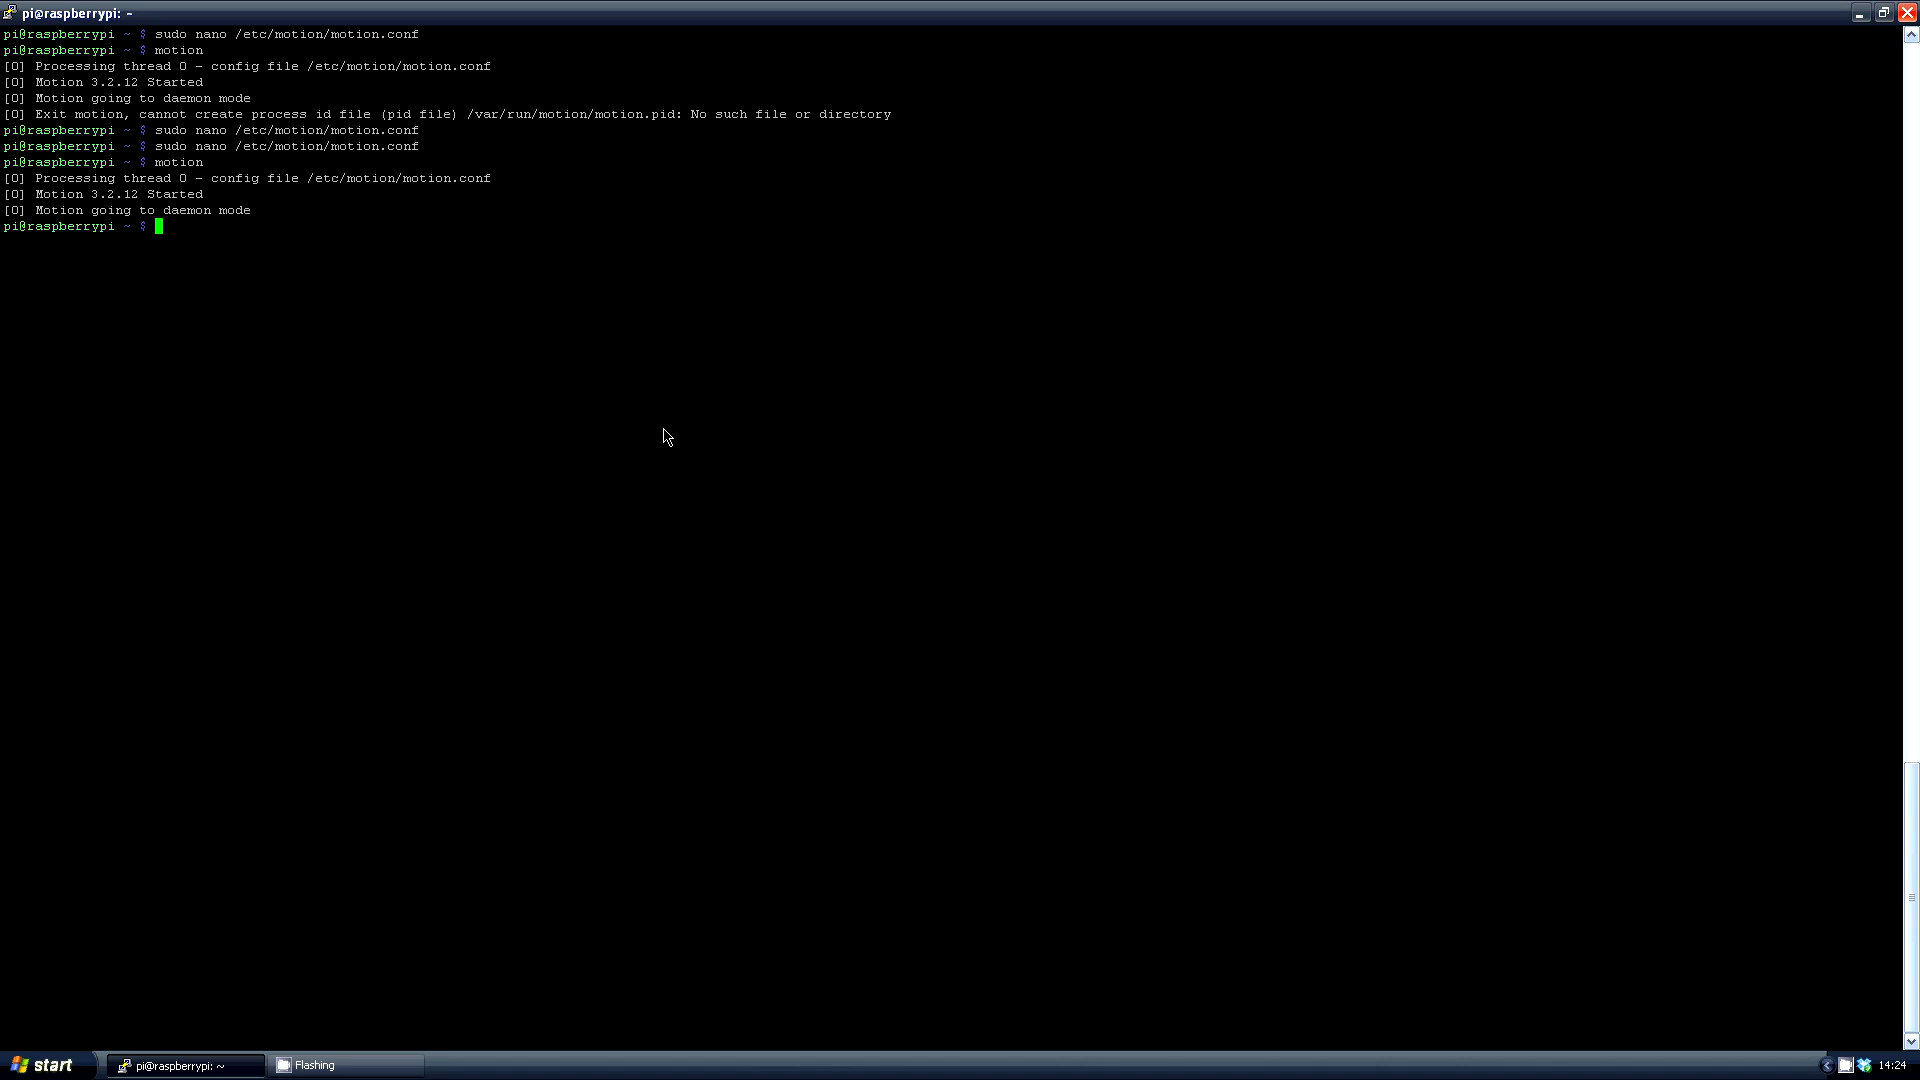 pi@raspberrypi: ~
pi@raspberrypi ~ $ sudo nano /etc/motion/motion.conf
pi@raspberrypi ~ $ motion
[0] Processing thread 0 - config file /etc/motion/motion.conf
[0] Motion 3.2.12 Started
[0] Motion going to daemon mode
[0] Exit motion, cannot create process id file (pid file) /var/run/motion/motion.pid: No such file or directory
pi@raspberrypi ~ $ sudo nano /etc/motion/motion.conf
pi@raspberrypi ~ $ sudo nano /etc/motion/motion.conf
pi@raspberrypi ~ $ motion
[0] Processing thread 0 - config file /etc/motion/motion.conf
[0] Motion 3.2.12 Started
[0] Motion going to daemon mode
pi@raspberrypi ~ $
start pi@raspberrypi: ~ Flashing 14:24